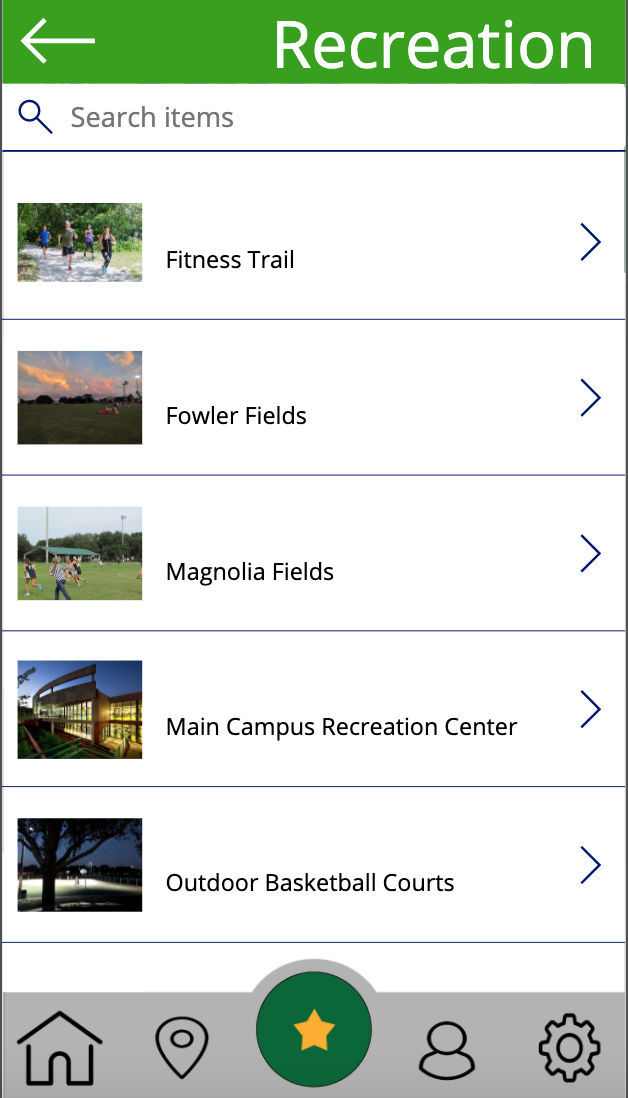 Recreation
Search items
Fitness Trail
Fowler Fields
Magnolia Fields
Main Campus Recreation Center
Outdoor Basketball Courts